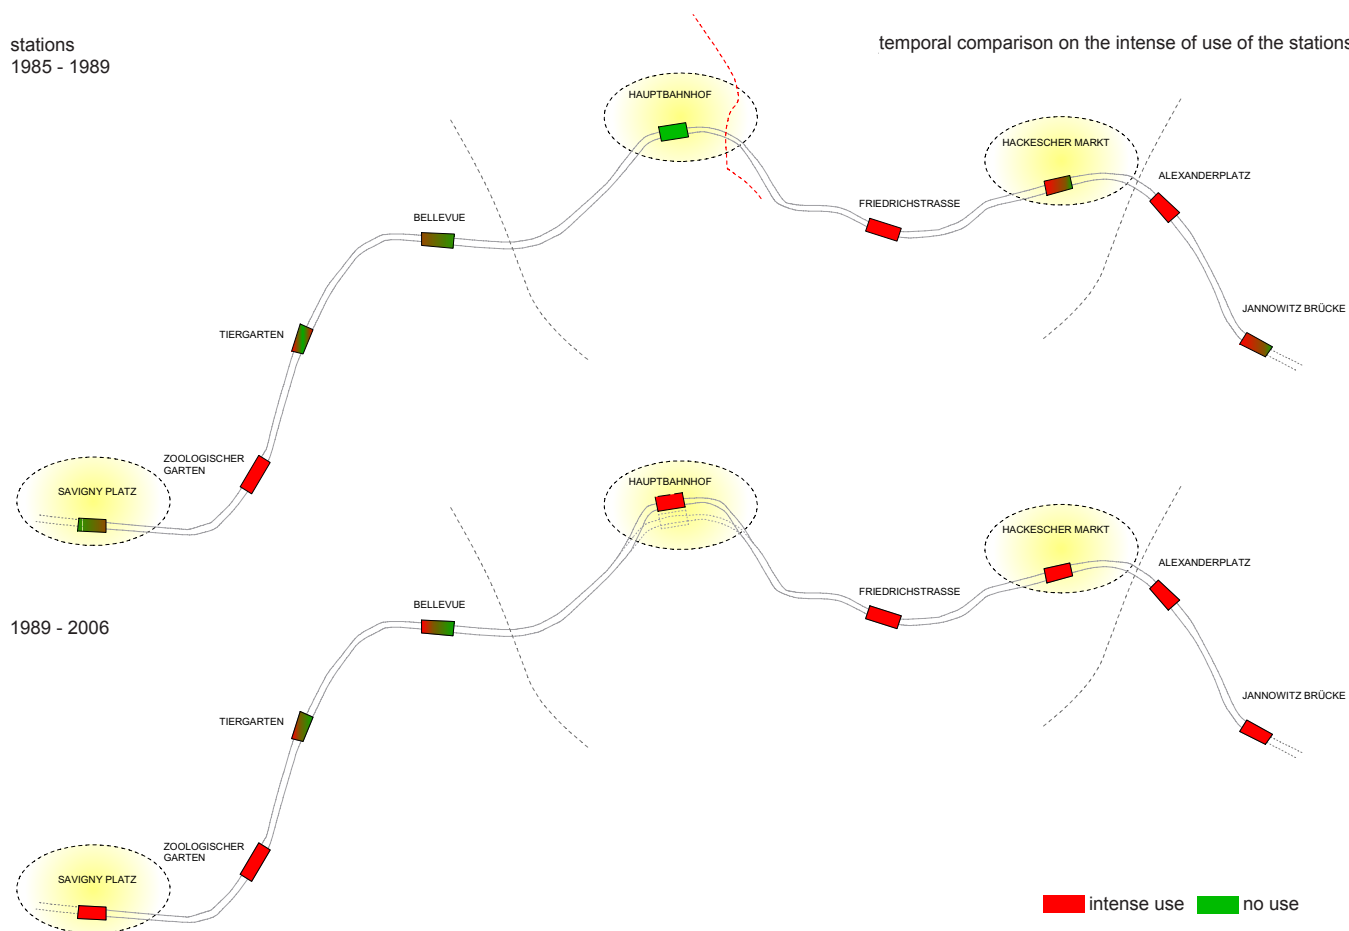 stations
1985 - 1989
temporal comparison on the intense of use of the stations
HAUPTBAHNHOF
HACKESCHER MARKT
ALEXANDERPLATZ
FRIEDRICHSTRASSE
BELLEVUE
JANNOWITZ BRÜCKE
TIERGARTEN
ZOOLOGISCHER
GARTEN
SAVIGNY PLATZ
1989 - 2006
HAUPTBAHNHOF
HACKESCHER MARKT
ALEXANDERPLATZ
FRIEDRICHSTRASSE
BELLEVUE
JANNOWITZ BRÜCKE
TIERGARTEN
ZOOLOGISCHER
GARTEN
SAVIGNY PLATZ
intense use
no use